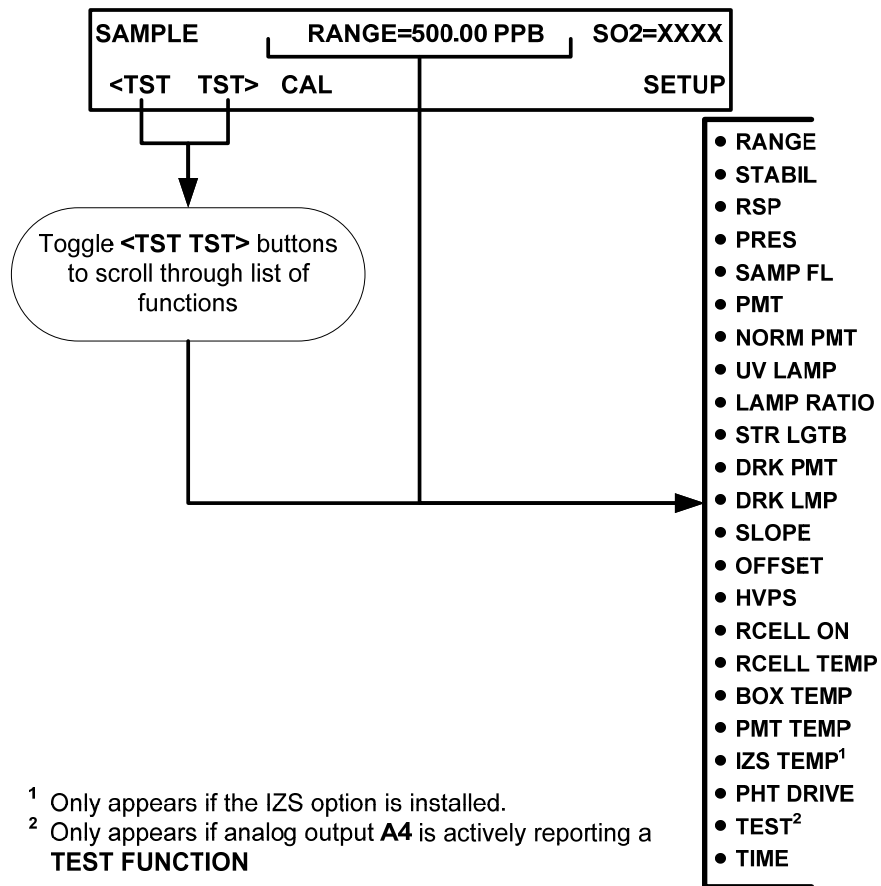 SAMPLE RANGE=500.00 PPB SO2=XXXX
<TST TST> CAL SETUP
Toggle <TST TST> buttons
to scroll through list of
functions
• RANGE
• STABIL
• RSP
• PRES
• SAMP FL
• PMT
• NORM PMT
• UV LAMP
• LAMP RATIO
• STR LGTB
• DRK PMT
• DRK LMP
• SLOPE
• OFFSET
• HVPS
• RCELL ON
• RCELL TEMP
• BOX TEMP
• PMT TEMP
• IZS TEMP¹
• PHT DRIVE
• TEST²
• TIME
¹ Only appears if the IZS option is installed.
² Only appears if analog output A4 is actively reporting a
TEST FUNCTION